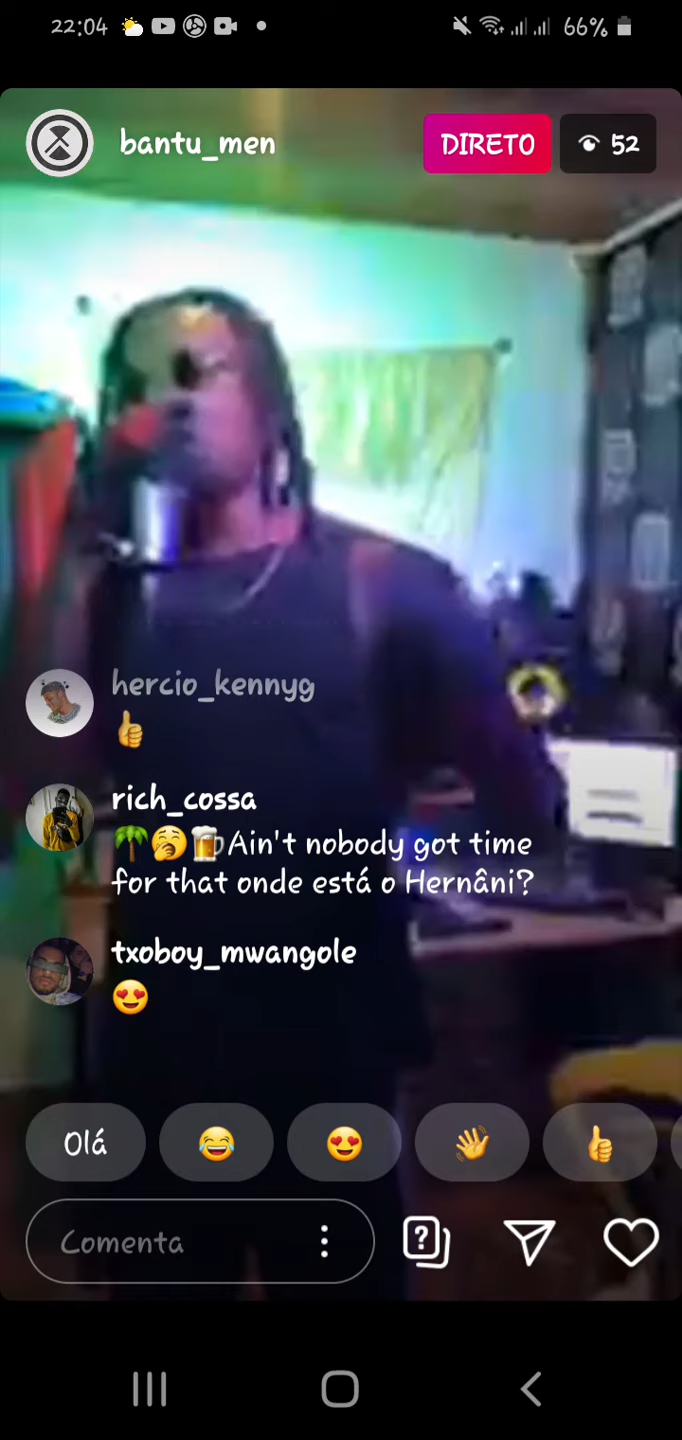 22:04
66%
bantu_men
DIRETO
52
hercio_kennyg
👍
rich_cossa
🌴🥱🍺Ain't nobody got time
for that onde está o Hernâni?
txoboy_mwangole
😍
Olá 😂 😍 👋 👍
Comenta